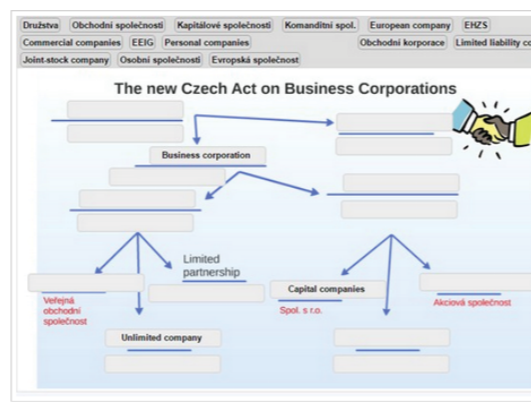 Družstva Obchodní společnosti Kapitálové společnosti Komanditní spol. European company EHZS
Commercial companies EEIG Personal companies Obchodní korporace Limited liability co
Joint-stock company Osobní společnosti Evropská společnost
The new Czech Act on Business Corporations
Business corporation
Limited
partnership
Capital companies
Veřejná
obchodní
společnost
Spol. s r.o.
Akciová společnost
Unlimited company